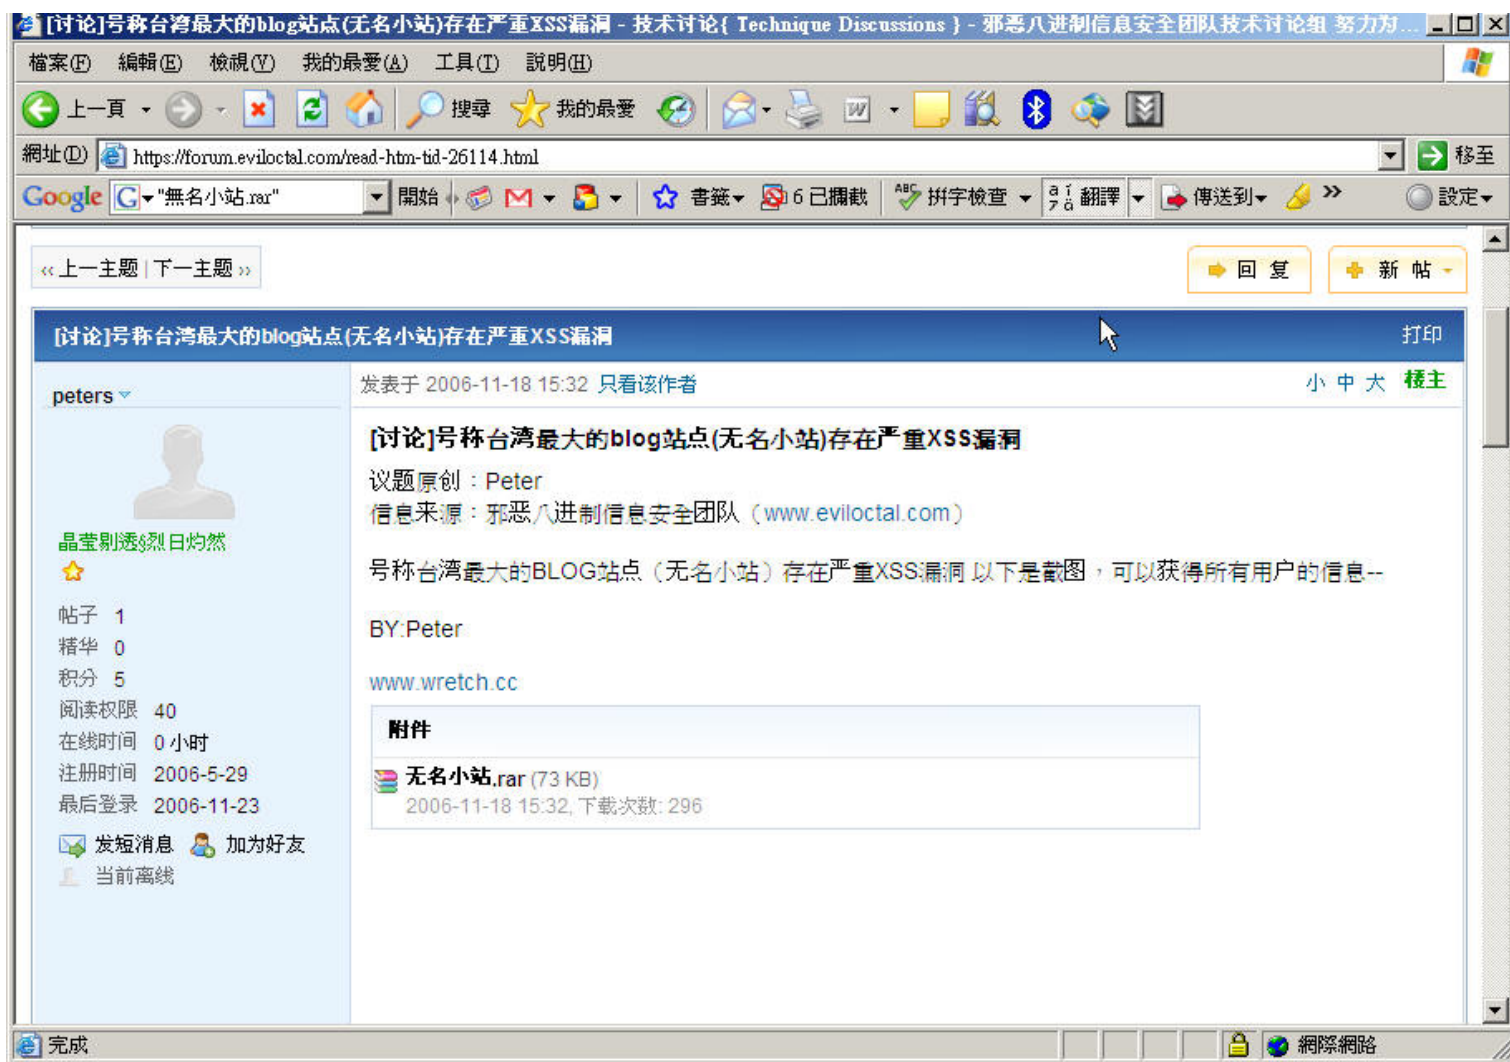 [讨论]号称台湾最大的blog站点(无名小站)存在严重XSS漏洞 - 技术讨论{ Technique Discussions } - 邪恶八进制信息安全团队技术讨论组 努力为...
檔案(F) 編輯(E) 檢視(V) 我的最愛(A) 工具(T) 說明(H)
上一頁 搜尋 我的最愛
網址(D) https://forum.eviloctal.com/read-htm-tid-26114.html 移至
Google "無名小站.rar" 開始 書籤 6 已攔截 拼字檢查 翻譯 傳送到 設定
‹‹ 上一主题 | 下一主题 ›› 回 复 新 帖
[讨论]号称台湾最大的blog站点(无名小站)存在严重XSS漏洞 打印
peters
发表于 2006-11-18 15:32 只看该作者 小 中 大 楼主
[讨论]号称台湾最大的blog站点(无名小站)存在严重XSS漏洞
议题原创：Peter
信息来源：邪恶八进制信息安全团队（www.eviloctal.com）
晶莹剔透§烈日灼然
号称台湾最大的BLOG站点（无名小站）存在严重XSS漏洞 以下是截图，可以获得所有用户的信息--
帖子 1
精华 0
积分 5
阅读权限 40
在线时间 0 小时
注册时间 2006-5-29
最后登录 2006-11-23
发短消息 加为好友
当前离线
BY:Peter
www.wretch.cc
附件
无名小站.rar (73 KB)
2006-11-18 15:32, 下载次数: 296
完成 網際網路